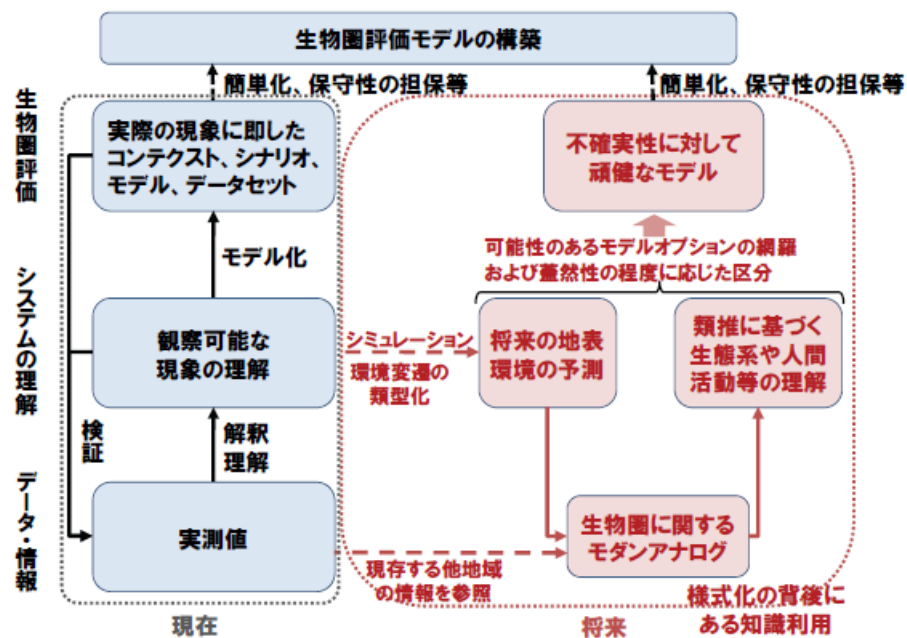 生物圏評価モデルの構築
簡単化、保守性の担保等
簡単化、保守性の担保等
生物圏評価
実際の現象に即した
コンテクスト、シナリオ、
モデル、データセット
不確実性に対して
頑健なモデル
モデル化
可能性のあるモデルオプションの網羅
および蓋然性の程度に応じた区分
システムの理解
観察可能な
現象の理解
シミュレーション
環境変遷の
類型化
将来の地表
環境の予測
類推に基づく
生態系や人間
活動等の理解
検証
解釈
理解
データ・情報
実測値
生物圏に関する
モダンアナログ
現存する他地域
の情報を参照
様式化の背後に
ある知識利用
現在
将来